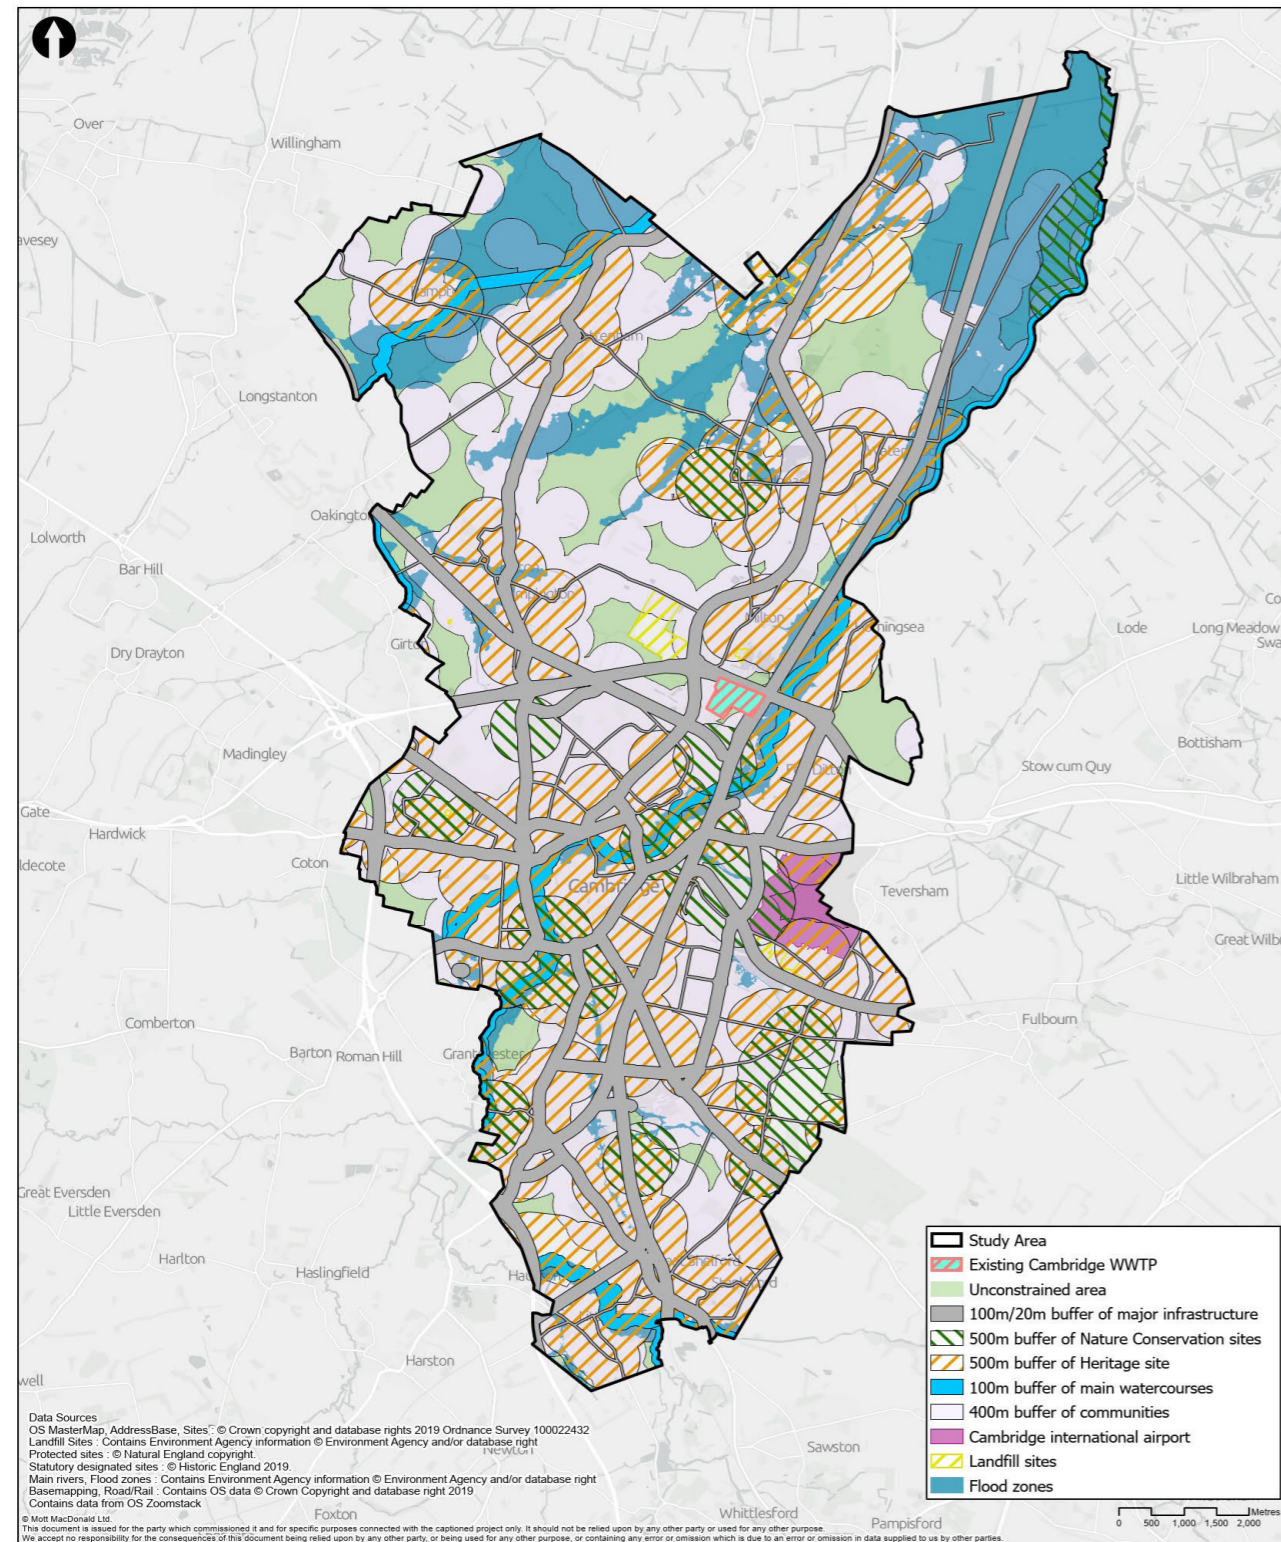 Over
Willingham
avesey
Longstanton
Oakingto
Lolworth
Bar Hill
Girto
Milton
Lode
Long Meadow
Dry Drayton
Madingley
Bottisham
Stow cum Quy
Gate
Hardwick
Coton
ldecote
Cambridge
Teversham
Little Wilbraham
Great Wilb
Comberton
Fulbourn
Barton
Roman Hill
Great Eversden
Little Eversden
Harlton
Haslingfield
Harston
well
Newton
Sawston
Foxton
Whittlesford
Pampisford
Study Area
Existing Cambridge WWTP
Unconstrained area
100m/20m buffer of major infrastructure
500m buffer of Nature Conservation sites
500m buffer of Heritage site
100m buffer of main watercourses
400m buffer of communities
Cambridge international airport
Landfill sites
Flood zones
Metres
0 500 1,000 1,500 2,000
Data Sources
OS MasterMap, AddressBase, Sites : © Crown copyright and database rights 2019 Ordnance Survey 100022432
Landfill Sites : Contains Environment Agency information © Environment Agency and/or database right
Protected sites : © Natural England copyright.
Statutory designated sites : © Historic England 2019.
Main rivers, Flood zones : Contains Environment Agency information © Environment Agency and/or database right
Basemapping, Road/Rail : Contains OS data © Crown Copyright and database right 2019
Contains data from OS Zoomstack
© Mott MacDonald Ltd.
This document is issued for the party which commissioned it and for specific purposes connected with the captioned project only. It should not be relied upon by any other party or used for any other purpose.
We accept no responsibility for the consequences of this document being relied upon by any other party, or being used for any other purpose, or containing any error or omission which is due to an error or omission in data supplied to us by other parties.